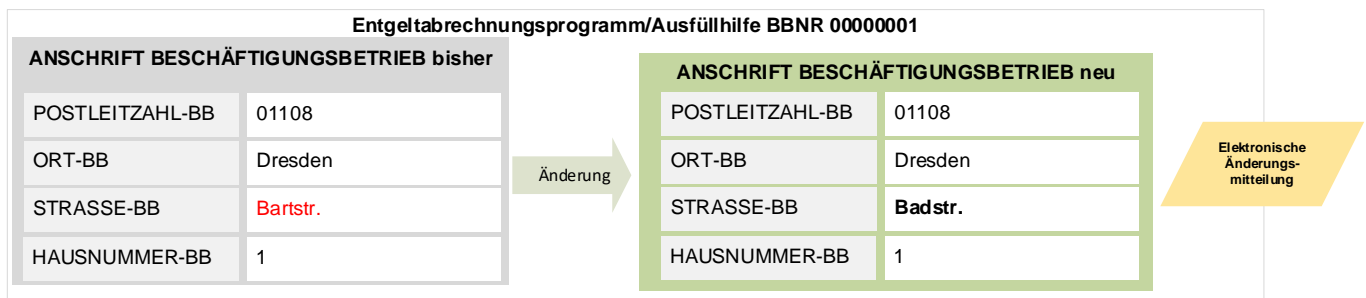 Entgeltabrechnungsprogramm/Ausfüllhilfe BBNR 00000001
ANSCHRIFT BESCHÄFTIGUNGSBETRIEB bisher
POSTLEITZAHL-BB 01108
ORT-BB Dresden
STRASSE-BB Bartstr.
HAUSNUMMER-BB 1
Änderung
ANSCHRIFT BESCHÄFTIGUNGSBETRIEB neu
POSTLEITZAHL-BB 01108
ORT-BB Dresden
STRASSE-BB Badstr.
HAUSNUMMER-BB 1
Elektronische
Änderungs-
mitteilung